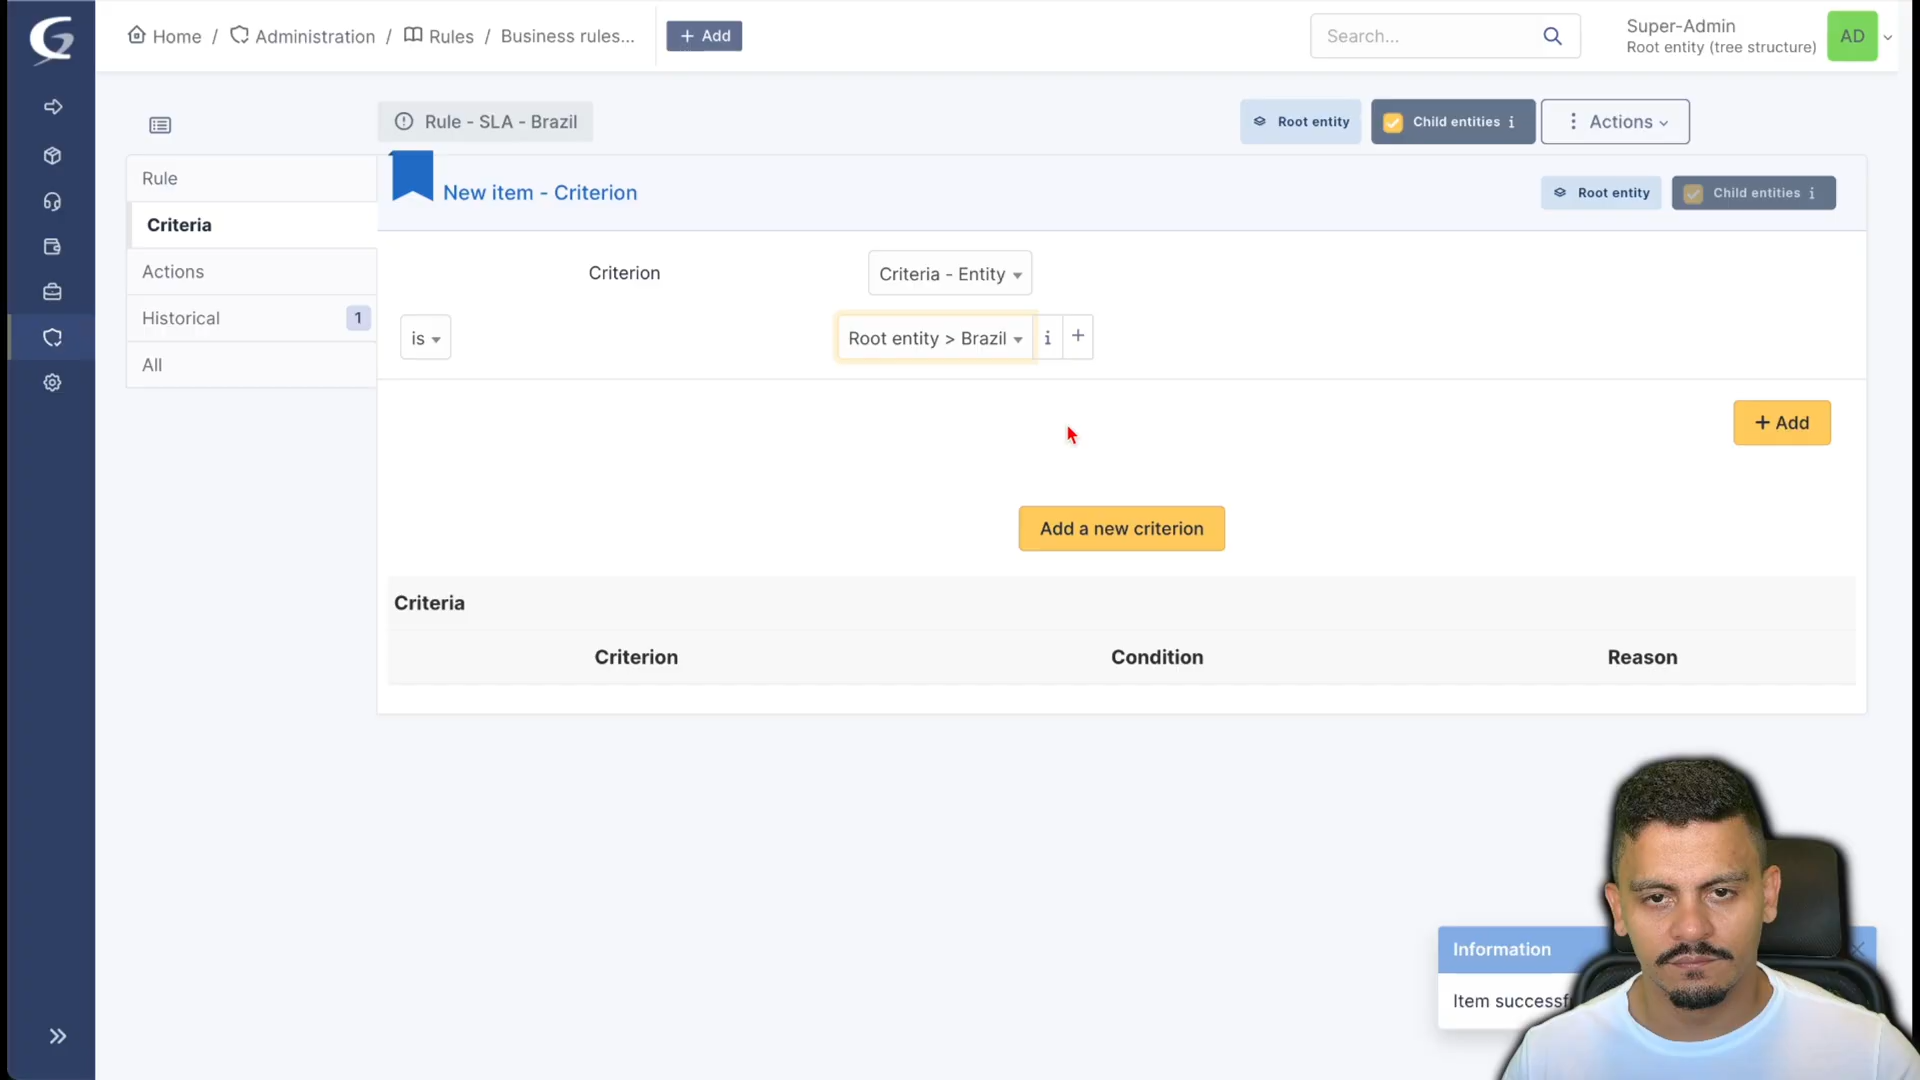 Home / Administration / Rules / Business rules... + Add
Search...
Super-Admin
Root entity (tree structure)
AD
Rule - SLA - Brazil
Root entity
Child entities i
Actions
Rule
Criteria
Actions
Historical 1
All
New item - Criterion
Root entity
Child entities i
Criterion
Criteria - Entity
is
Root entity > Brazil
i
+
+ Add
Add a new criterion
Criteria
Criterion Condition Reason
Information
Item